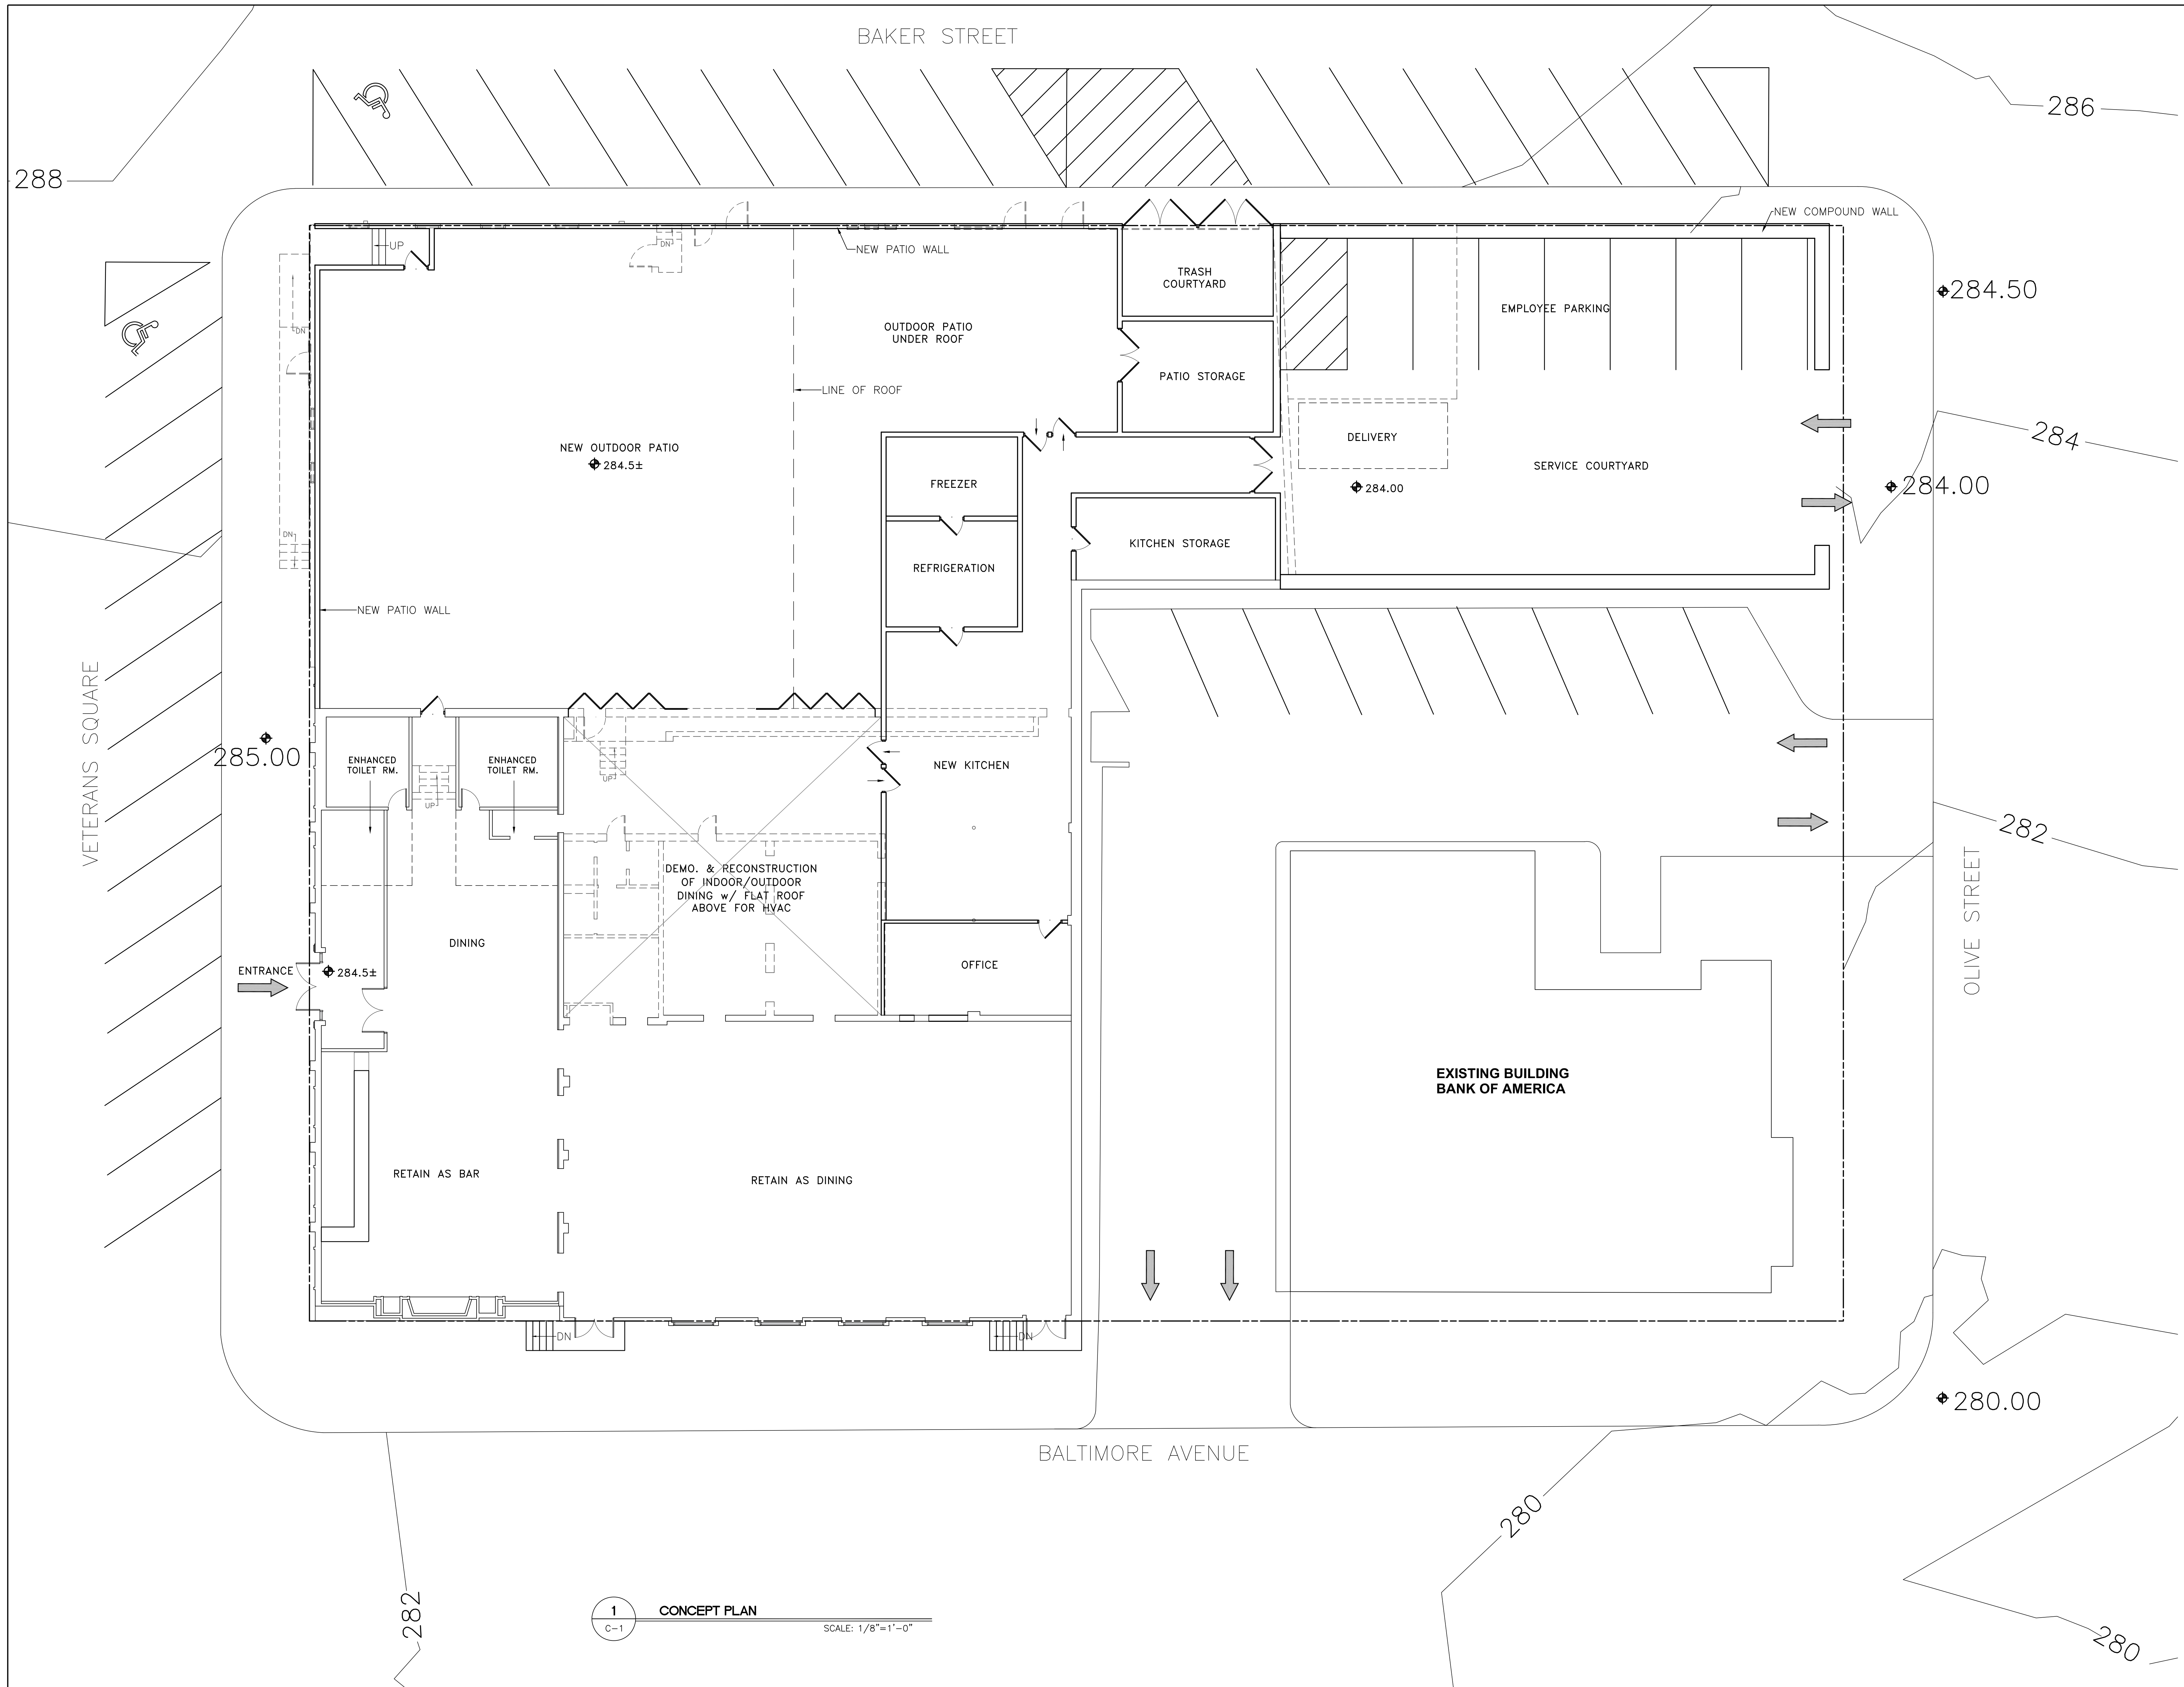 BAKER STREET
286
288
NEW COMPOUND WALL
UP
DN
NEW PATIO WALL
TRASH
COURTYARD
284.50
EMPLOYEE PARKING
OUTDOOR PATIO
UNDER ROOF
DN
PATIO STORAGE
LINE OF ROOF
NEW OUTDOOR PATIO
284.5±
DELIVERY
284
SERVICE COURTYARD
FREEZER
284.00
284.00
DN
KITCHEN STORAGE
REFRIGERATION
NEW PATIO WALL
VETERANS SQUARE
285.00
ENHANCED
TOILET RM.
ENHANCED
TOILET RM.
UP
UP
NEW KITCHEN
282
DEMO. & RECONSTRUCTION
OF INDOOR/OUTDOOR
DINING w/ FLAT ROOF
ABOVE FOR HVAC
OLIVE STREET
DINING
ENTRANCE
284.5±
OFFICE
EXISTING BUILDING
BANK OF AMERICA
RETAIN AS BAR
RETAIN AS DINING
DN
DN
280.00
BALTIMORE AVENUE
280
282
1
C-1
CONCEPT PLAN
SCALE: 1/8"=1'-0"
280